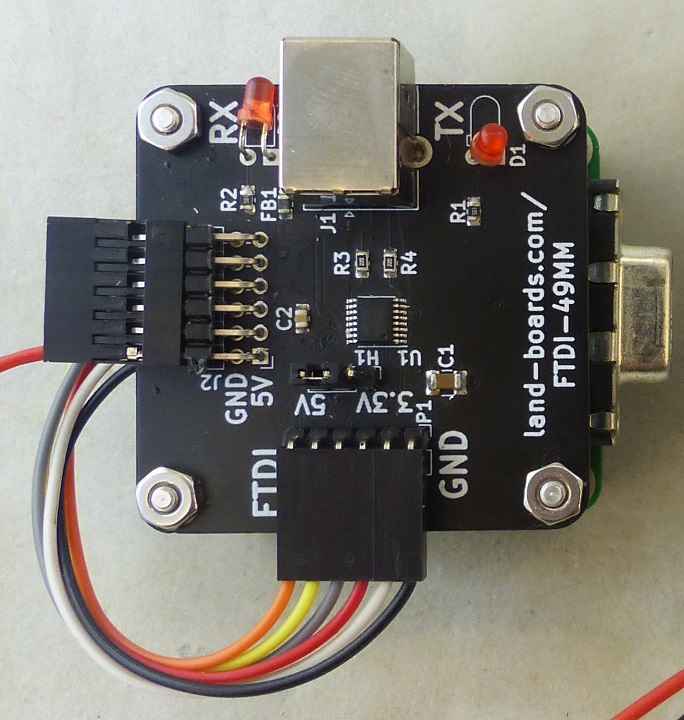 RX
TX
D1
R2
FB1
J1
R1
R3
R4
C2
H1
U1
C1
J2
GND
5V
5V
3.3V
P1
FTDI
GND
land-boards.com/
FTDI-49MM